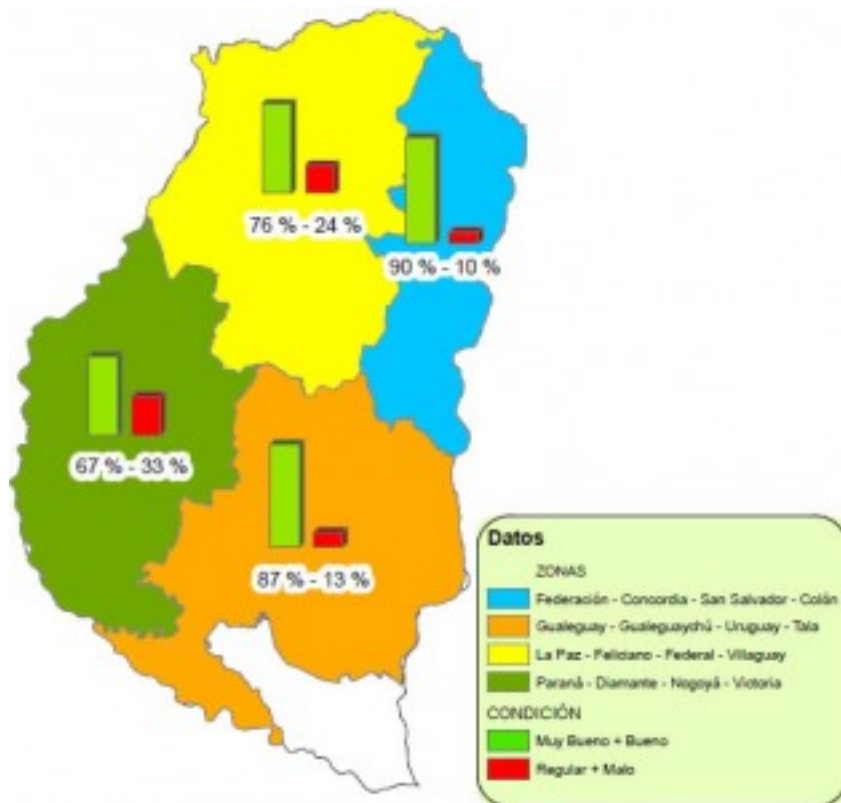 76 % - 24 %
90 % - 10 %
67 % - 33 %
87 % - 13 %
Datos
ZONAS
Federación - Concordia - San Salvador - Colón
Gualeguay - Gualeguaychú - Uruguay - Tala
La Paz - Feliciano - Federal - Villaguay
Paraná - Diamante - Nogoyá - Victoria
CONDICIÓN
Muy Bueno + Bueno
Regular + Malo